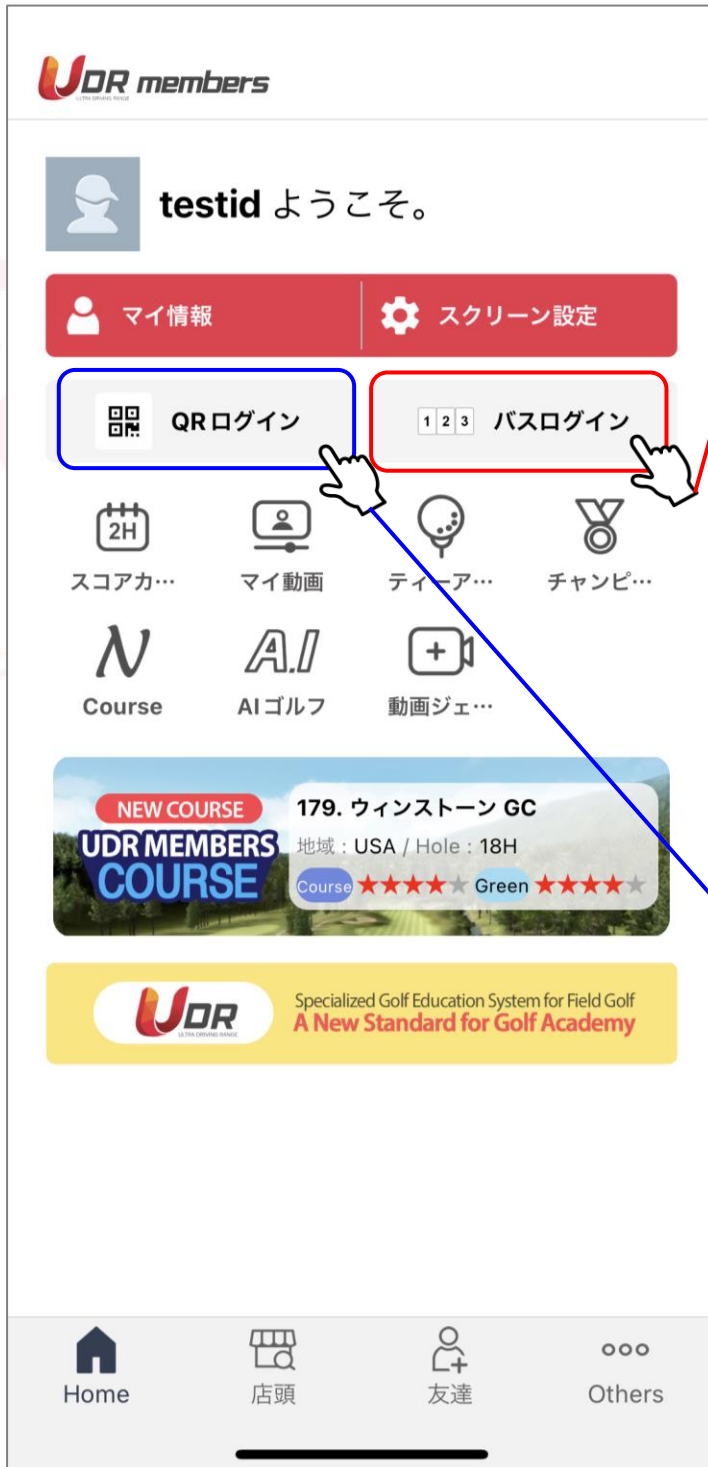 UDR members
ULTRA DRIVING RANGE
testid ようこそ。
マイ情報
スクリーン設定
QRログイン
1 2 3 バスログイン
2H
スコアカ…
マイ動画
ティーア…
チャンピ…
N
A.I
Course
AIゴルフ
動画ジェ…
NEW COURSE
UDR MEMBERS
COURSE
179. ウィンストーン GC
地域 : USA / Hole : 18H
Course ★★★★★ Green ★★★★★
UDR
ULTRA DRIVING RANGE
Specialized Golf Education System for Field Golf
A New Standard for Golf Academy
Home
店頭
友達
Others